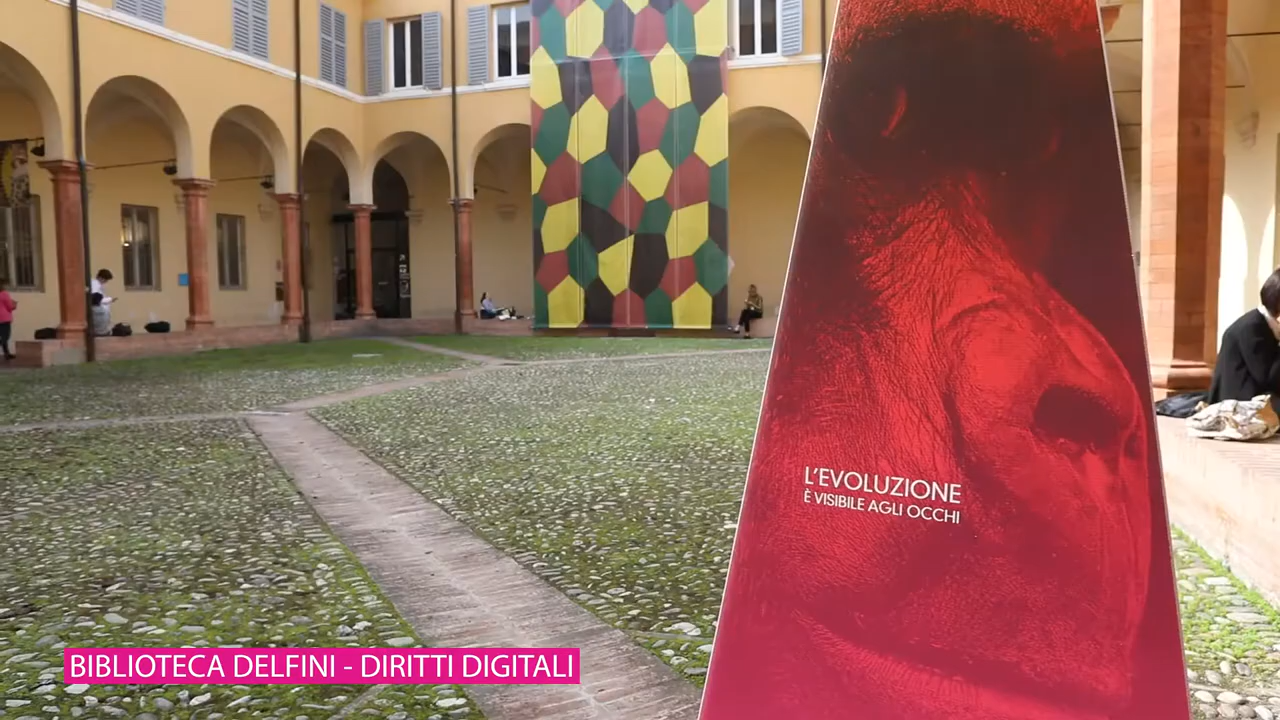 L'EVOLUZIONE
È VISIBILE AGLI OCCHI
BIBLIOTECA DELFINI - DIRITTI DIGITALI